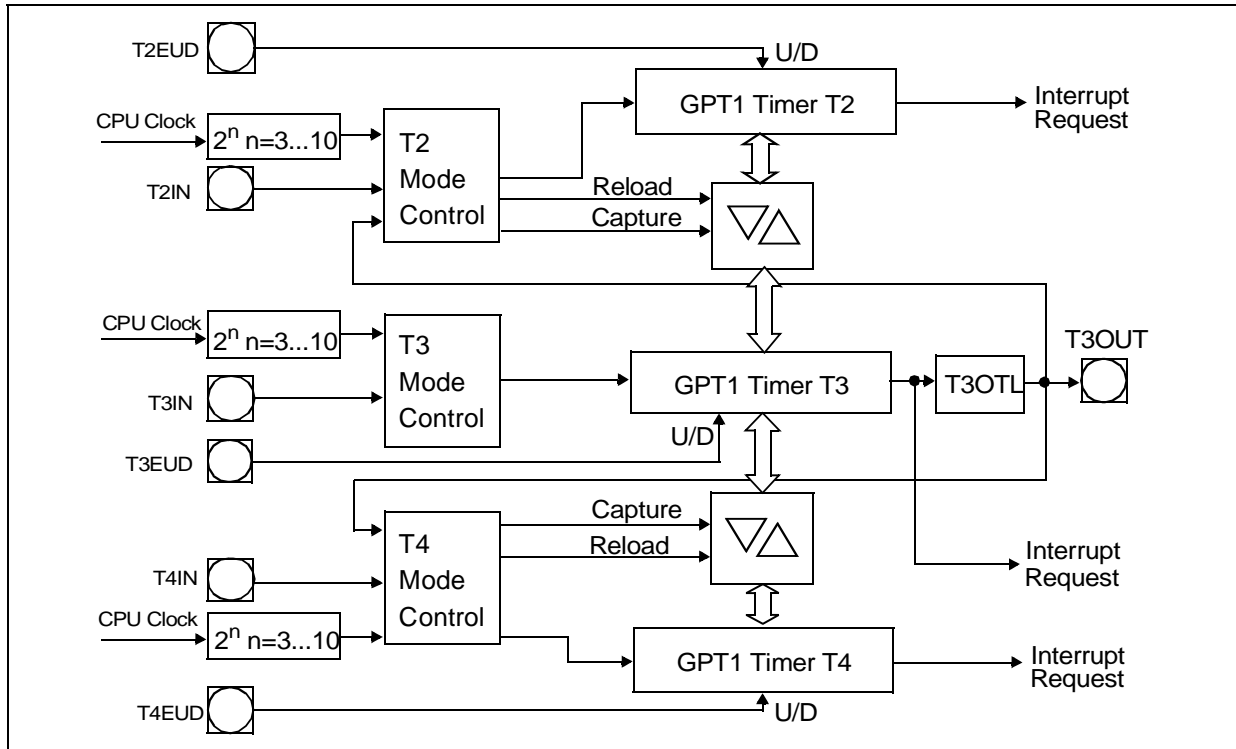 T2EUD
U/D
GPT1 Timer T2
Interrupt
Request
CPU Clock
2ⁿ n=3...10
T2
Mode
Control
T2IN
Reload
Capture
CPU Clock
2ⁿ n=3...10
T3
Mode
Control
T3IN
GPT1 Timer T3
T3OTL
T3OUT
U/D
T3EUD
Capture
Reload
T4
Mode
Control
T4IN
Interrupt
Request
CPU Clock
2ⁿ n=3...10
GPT1 Timer T4
Interrupt
Request
T4EUD
U/D